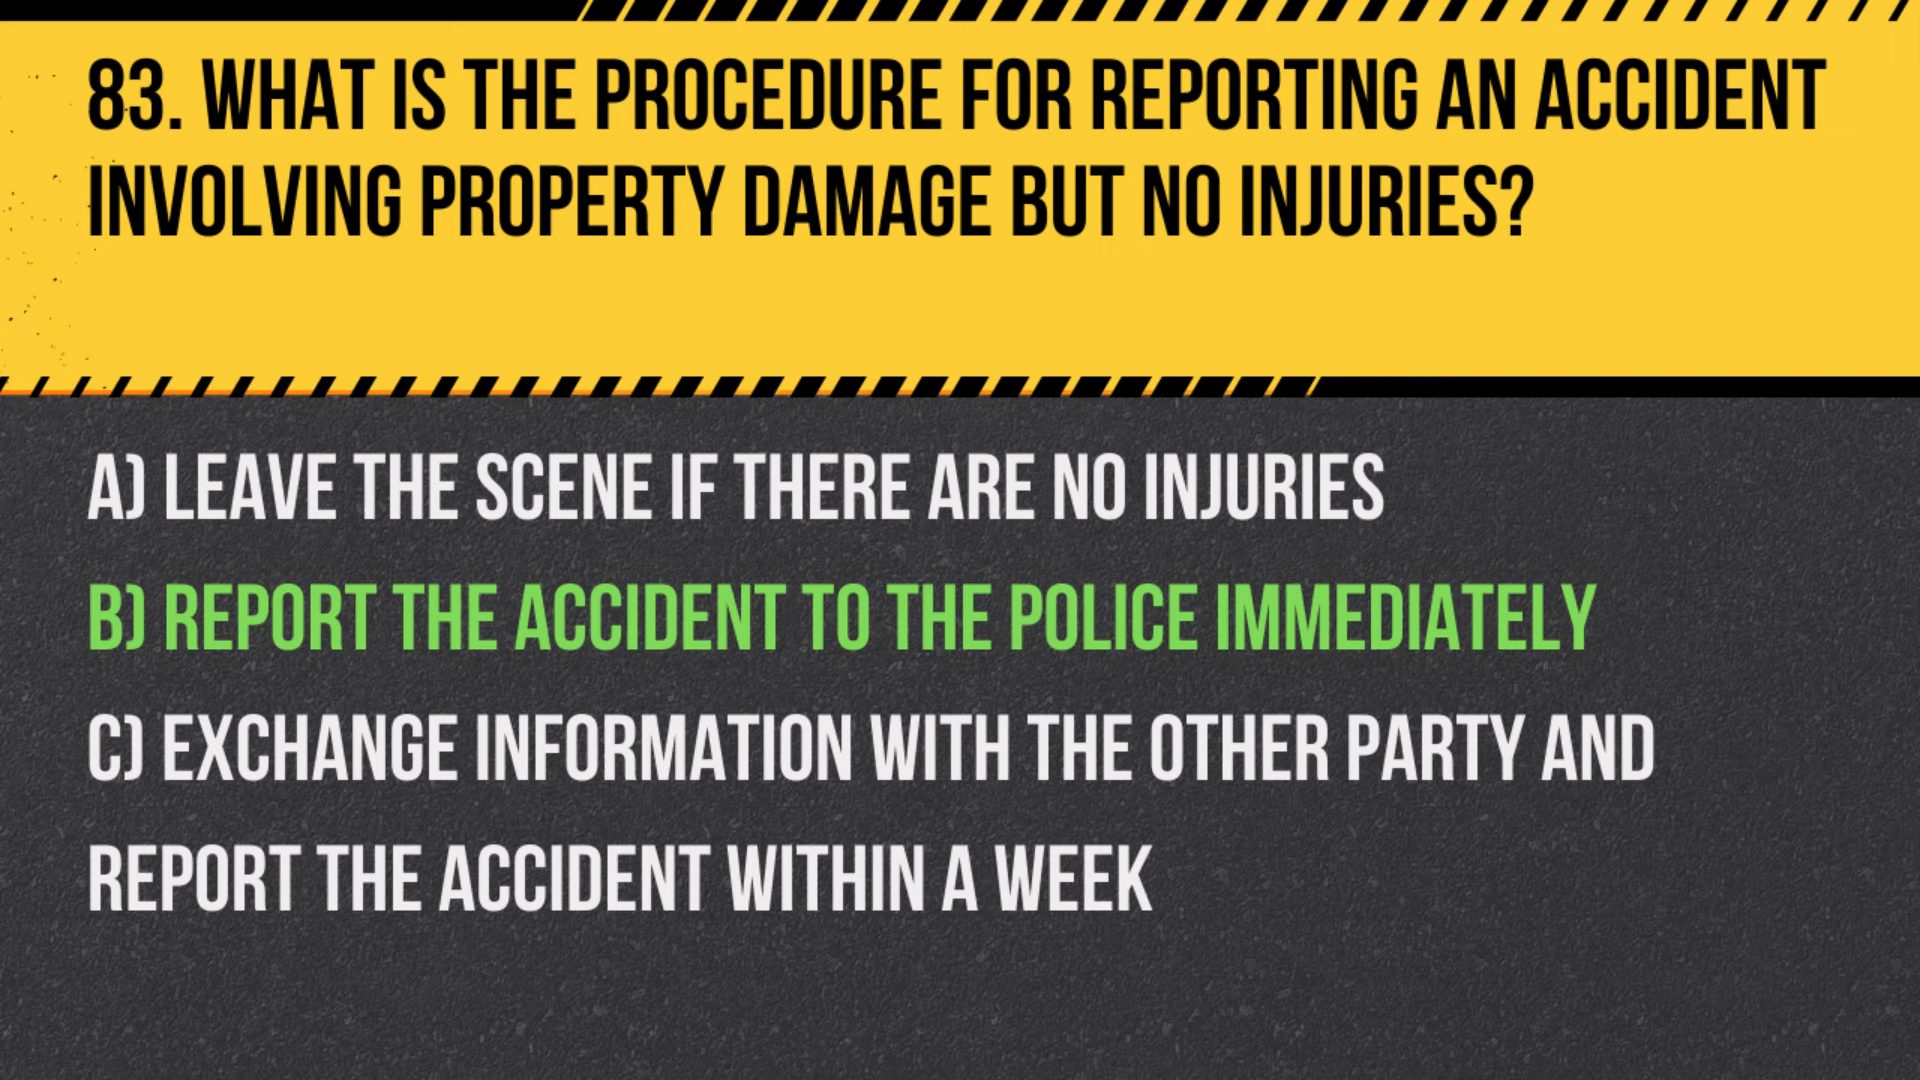 83. WHAT IS THE PROCEDURE FOR REPORTING AN ACCIDENT
INVOLVING PROPERTY DAMAGE BUT NO INJURIES?
A) LEAVE THE SCENE IF THERE ARE NO INJURIES
B) REPORT THE ACCIDENT TO THE POLICE IMMEDIATELY
C) EXCHANGE INFORMATION WITH THE OTHER PARTY AND
REPORT THE ACCIDENT WITHIN A WEEK